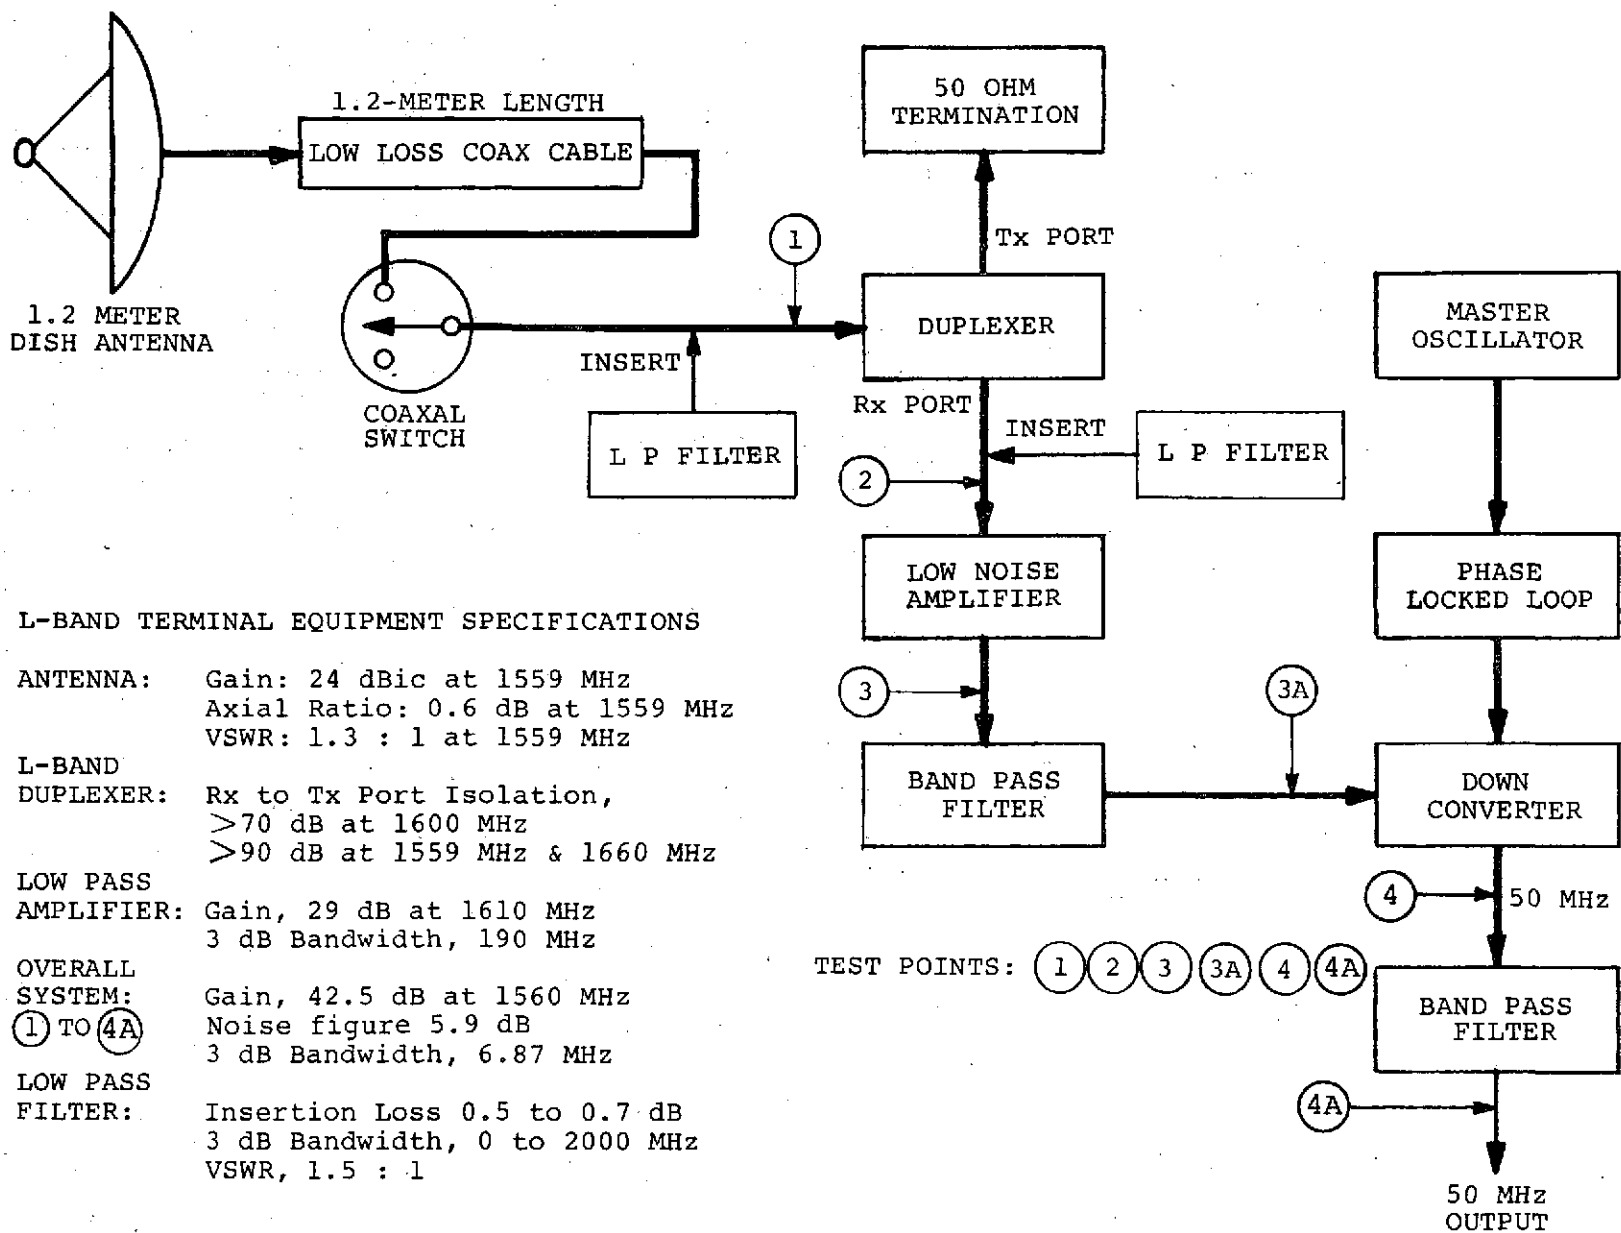 1.2-METER LENGTH
LOW LOSS COAX CABLE
1.2 METER
DISH ANTENNA
COAXAL
SWITCH
INSERT
L P FILTER
1
50 OHM
TERMINATION
Tx PORT
DUPLEXER
Rx PORT
INSERT
L P FILTER
2
LOW NOISE
AMPLIFIER
3
BAND PASS
FILTER
3A
MASTER
OSCILLATOR
PHASE
LOCKED LOOP
DOWN
CONVERTER
4
50 MHz
BAND PASS
FILTER
4A
50 MHz
OUTPUT
TEST POINTS: 1 2 3 3A 4 4A
L-BAND TERMINAL EQUIPMENT SPECIFICATIONS
ANTENNA: Gain: 24 dBic at 1559 MHz
Axial Ratio: 0.6 dB at 1559 MHz
VSWR: 1.3 : 1 at 1559 MHz
L-BAND
DUPLEXER: Rx to Tx Port Isolation,
>70 dB at 1600 MHz
>90 dB at 1559 MHz & 1660 MHz
LOW PASS
AMPLIFIER: Gain, 29 dB at 1610 MHz
3 dB Bandwidth, 190 MHz
OVERALL
SYSTEM: Gain, 42.5 dB at 1560 MHz
1 TO 4A Noise figure 5.9 dB
3 dB Bandwidth, 6.87 MHz
LOW PASS
FILTER: Insertion Loss 0.5 to 0.7 dB
3 dB Bandwidth, 0 to 2000 MHz
VSWR, 1.5 : 1